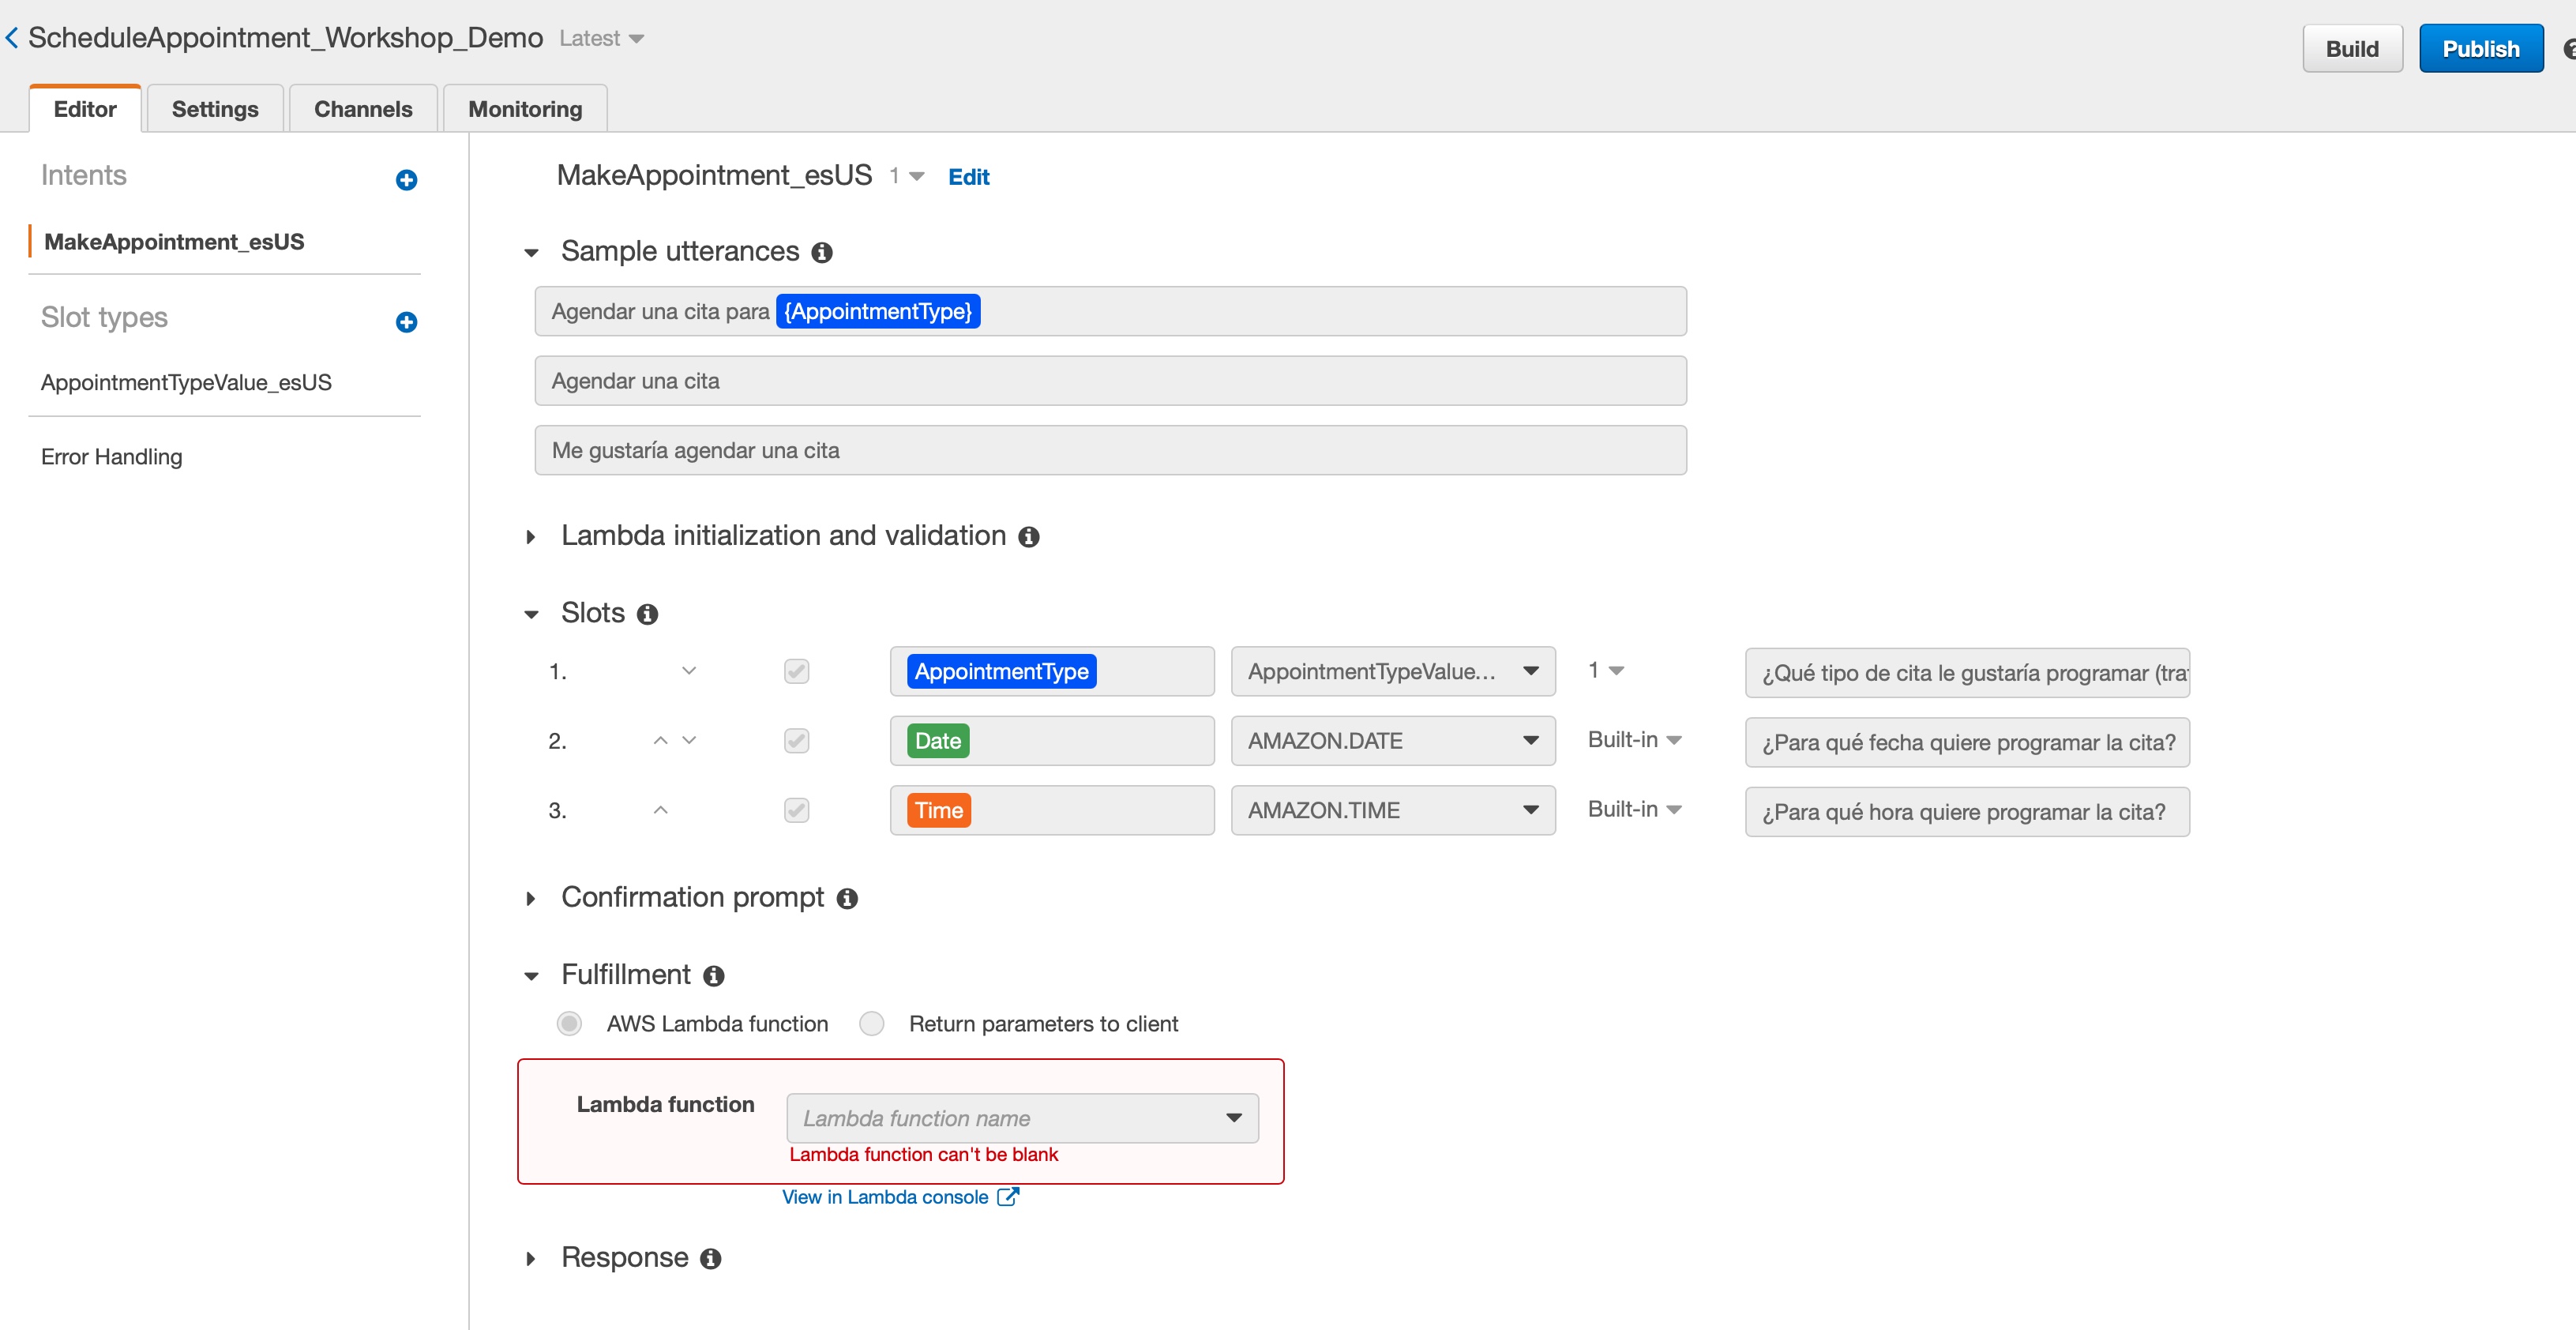 ScheduleAppointment_Workshop_Demo Latest
Build Publish
Editor Settings Channels Monitoring
Intents
MakeAppointment_esUS
Slot types
AppointmentTypeValue_esUS
Error Handling
MakeAppointment_esUS 1 Edit
Sample utterances
Agendar una cita para {AppointmentType}
Agendar una cita
Me gustaría agendar una cita
Lambda initialization and validation
Slots
1. AppointmentType AppointmentTypeValue... 1 ¿Qué tipo de cita le gustaría programar
2. Date AMAZON.DATE Built-in ¿Para qué fecha quiere programar la cita?
3. Time AMAZON.TIME Built-in ¿Para qué hora quiere programar la cita?
Confirmation prompt
Fulfillment
AWS Lambda function Return parameters to client
Lambda function Lambda function name
Lambda function can't be blank
View in Lambda console
Response